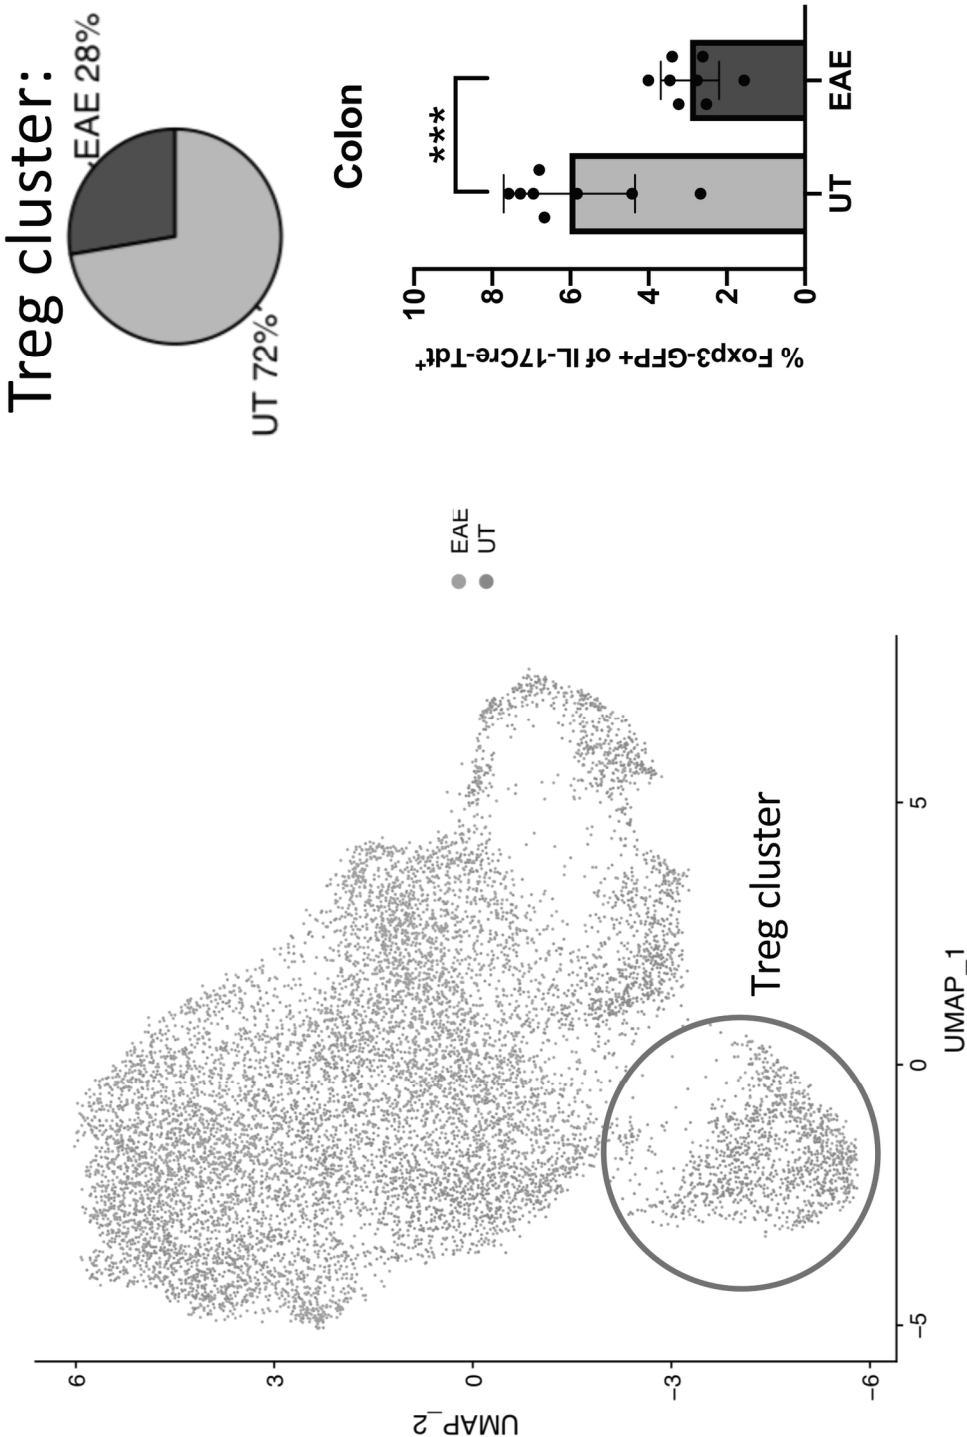 UMAP_2
6
3
0
−3
−6
−5
0
5
UMAP_1
Treg cluster
EAE
UT
Treg cluster:
EAE 28%
UT 72%
Colon
% Foxp3-GFP+ of IL-17Cre-Tdt⁺
10
8
6
4
2
0
***
UT
EAE